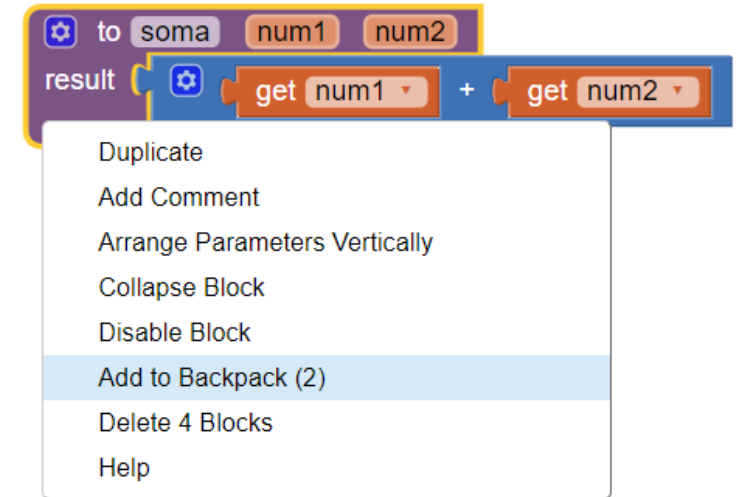 to soma num1 num2
result get num1 + get num2
Duplicate
Add Comment
Arrange Parameters Vertically
Collapse Block
Disable Block
Add to Backpack (2)
Delete 4 Blocks
Help